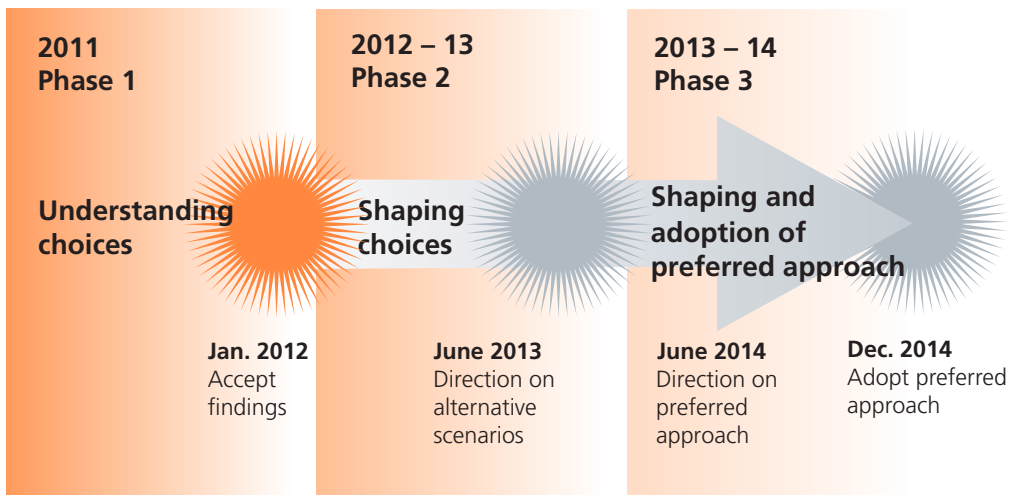 2011
Phase 1
2012 – 13
Phase 2
2013 – 14
Phase 3
Understanding
choices
Shaping
choices
Shaping and
adoption of
preferred approach
Jan. 2012
Accept
findings
June 2013
Direction on
alternative
scenarios
June 2014
Direction on
preferred
approach
Dec. 2014
Adopt preferred
approach